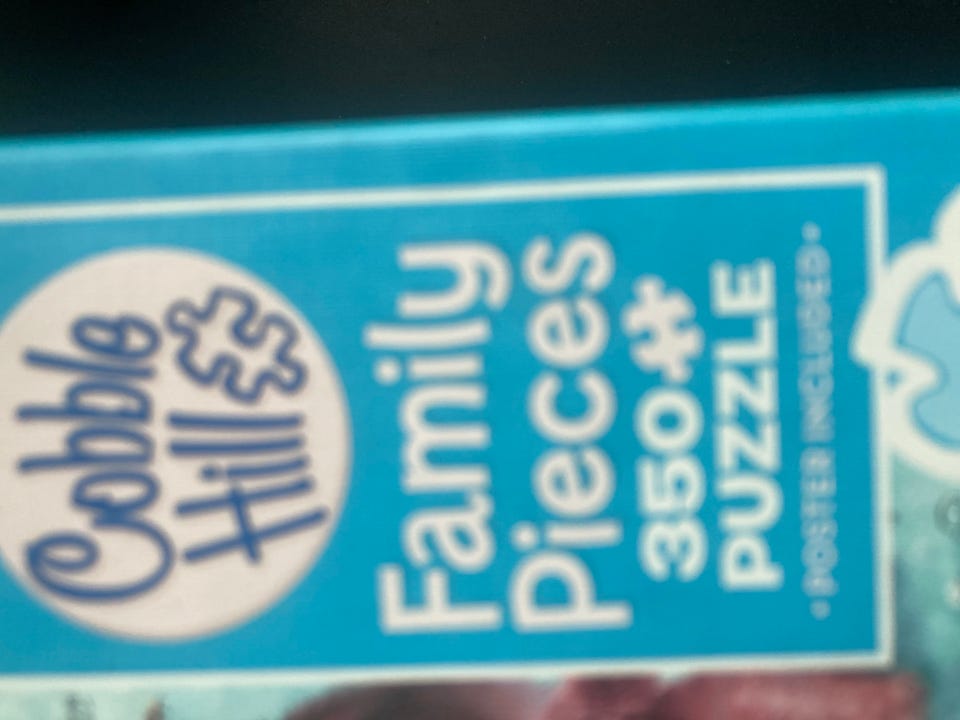 Cobble
Hill
Family
Pieces
350
PUZZLE
· POSTER INCLUDED ·